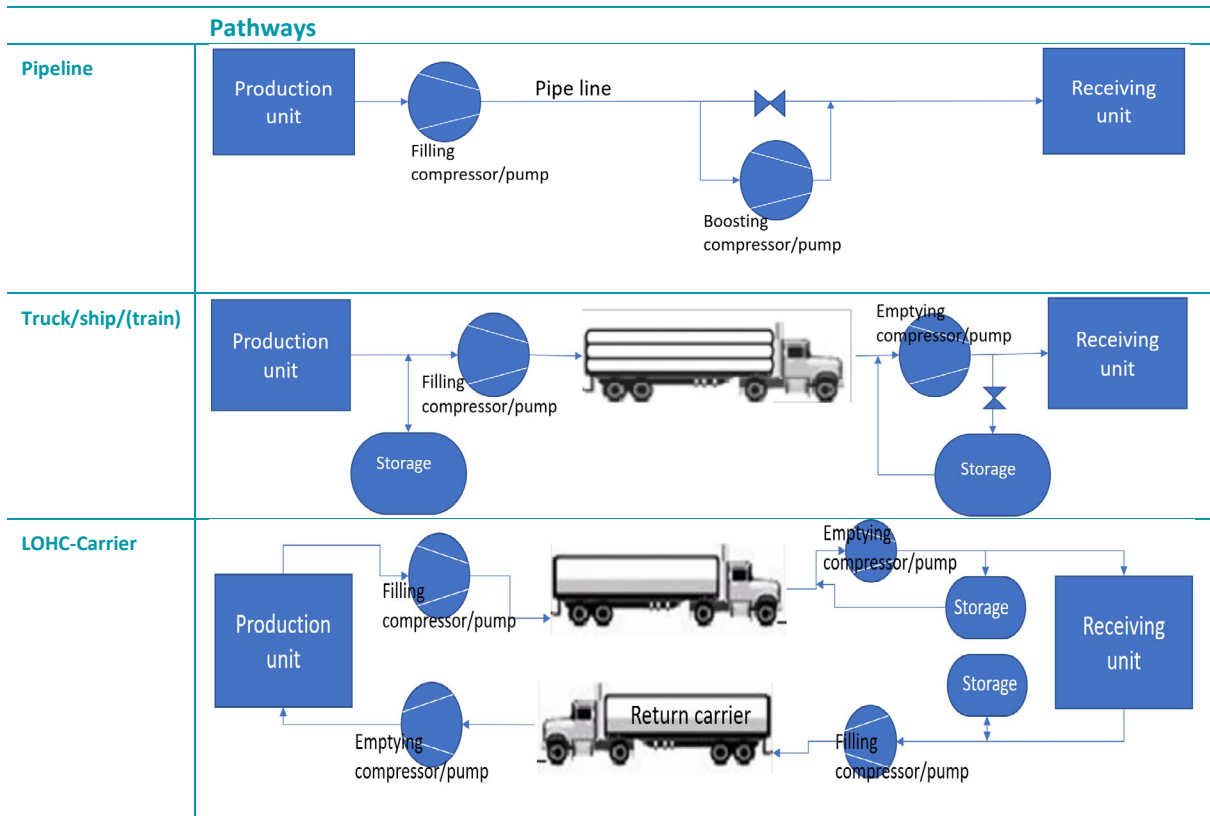 Pathways
Pipeline
Production
unit
Filling
compressor/pump
Pipe line
Boosting
compressor/pump
Receiving
unit
Truck/ship/(train)
Production
unit
Storage
Filling
compressor/pump
Emptying
compressor/pump
Storage
Receiving
unit
LOHC-Carrier
Production
unit
Filling
compressor/pump
Emptying
compressor/pump
Storage
Receiving
unit
Storage
Return carrier
Emptying
compressor/pump
Filling
compressor/pump